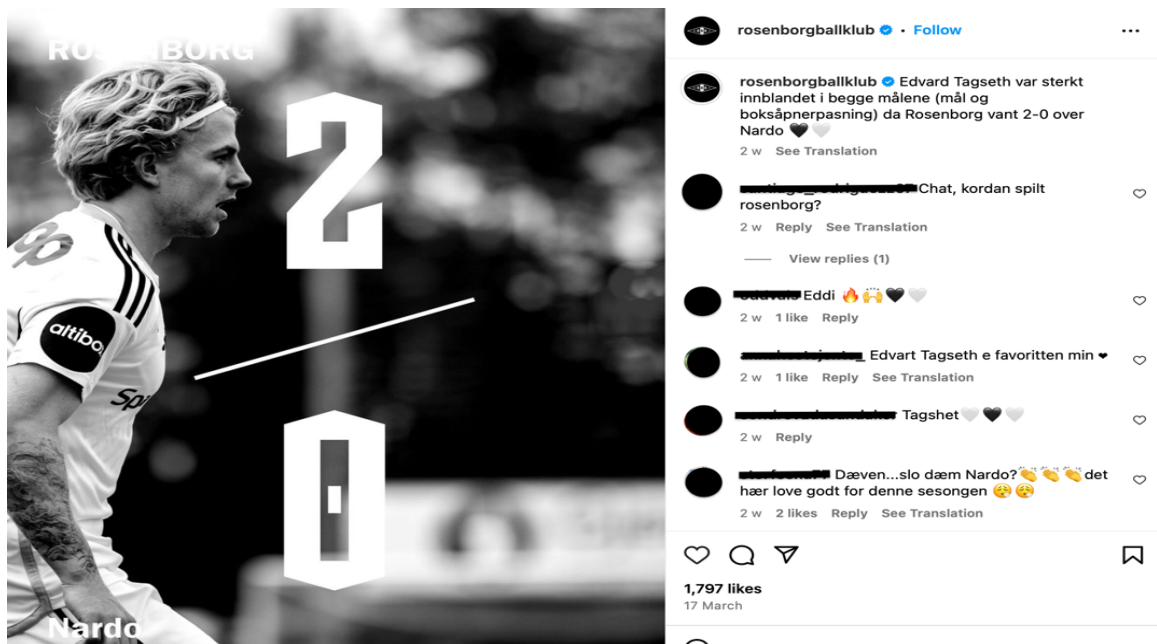 ROSENBORG
2
0
Nardo
altibo
Sp
rosenborgballklub • Follow
rosenborgballklub Edvard Tagseth var sterkt
innblandet i begge målene (mål og
boksåpnerpasning) da Rosenborg vant 2-0 over
Nardo 🖤🤍
2 w See Translation
Chat, kordan spilt
rosenborg?
2 w Reply See Translation
View replies (1)
Eddi 🔥🙌🖤🤍
2 w 1 like Reply
Edvart Tagseth e favoritten min ❤
2 w 1 like Reply See Translation
Tagshet🤍🖤🤍
2 w Reply
Dæven...slo dæm Nardo?👏👏👏det
hær love godt for denne sesongen 😮‍💨😮‍💨
2 w 2 likes Reply See Translation
1,797 likes
17 March